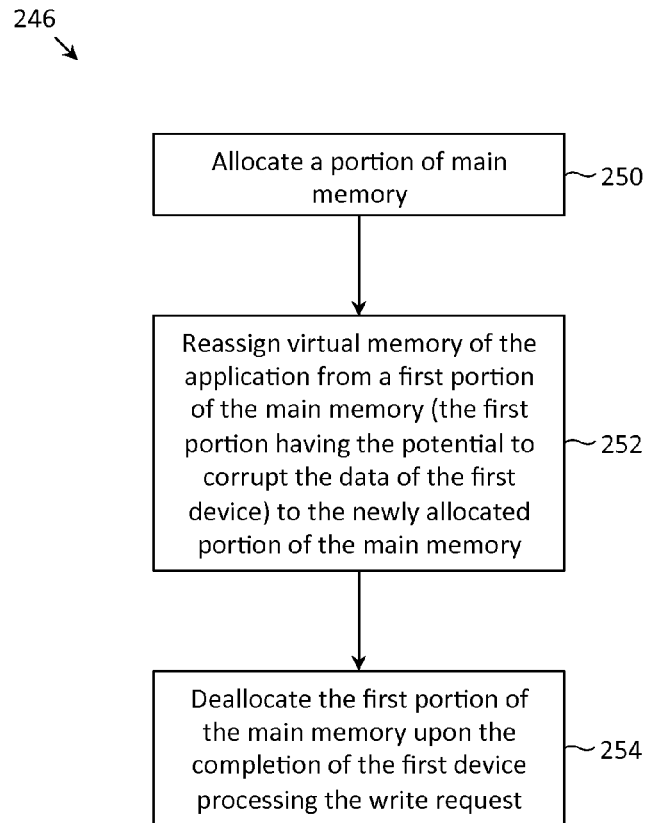 246
Allocate a portion of main
memory
250
Reassign virtual memory of the
application from a first portion
of the main memory (the first
portion having the potential to
corrupt the data of the first
device) to the newly allocated
portion of the main memory
252
Deallocate the first portion of
the main memory upon the
completion of the first device
processing the write request
254